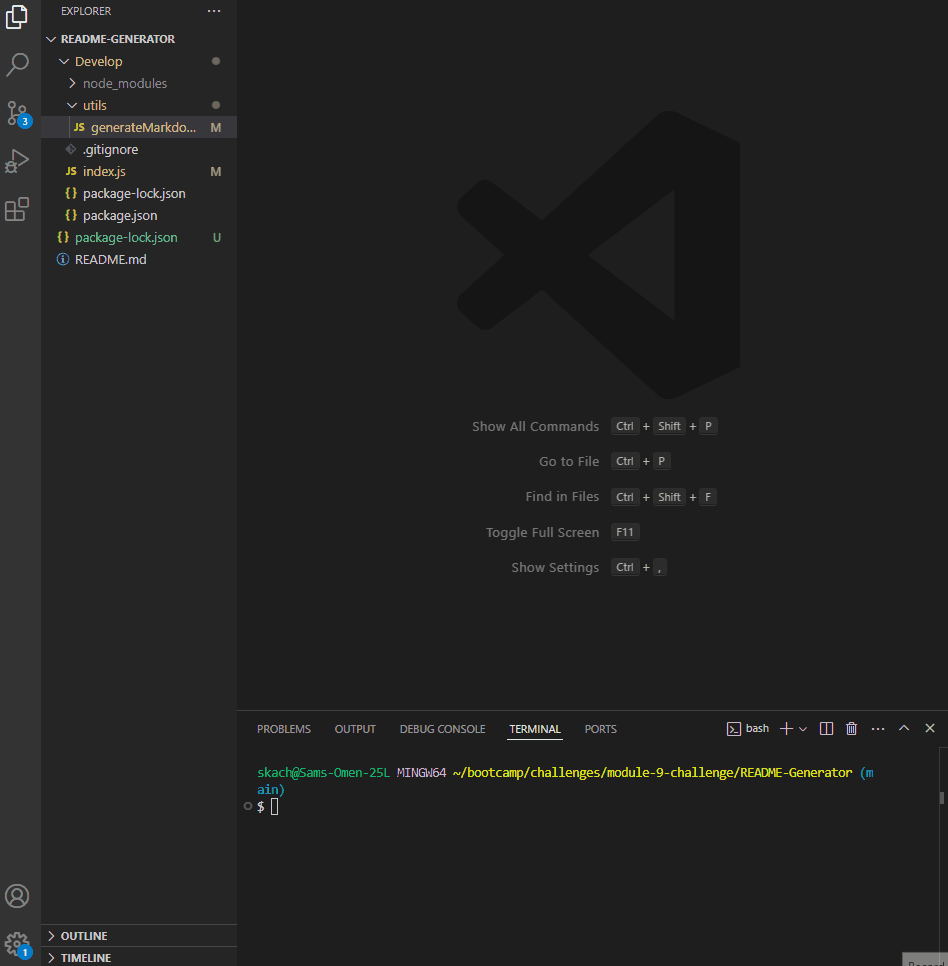 EXPLORER ...
README-GENERATOR
Develop
node_modules
utils
JS generateMarkdo... M
.gitignore
JS index.js M
{} package-lock.json
{} package.json
{} package-lock.json U
README.md
3
1
OUTLINE
TIMELINE
Show All Commands Ctrl + Shift + P
Go to File Ctrl + P
Find in Files Ctrl + Shift + F
Toggle Full Screen F11
Show Settings Ctrl + ,
PROBLEMS OUTPUT DEBUG CONSOLE TERMINAL PORTS bash
skach@Sams-Omen-25L MINGW64 ~/bootcamp/challenges/module-9-challenge/README-Generator (m
ain)
$